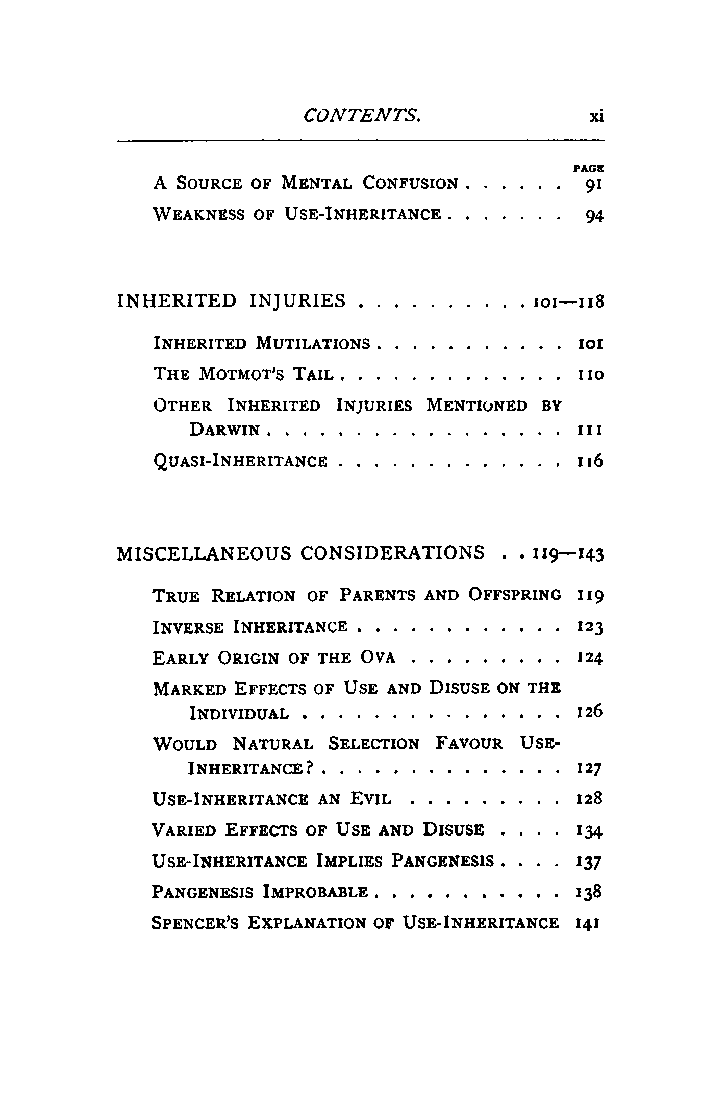 CONTENTS. xi
PAGE
A Source of Mental Confusion . . . . . . 91
Weakness of Use-Inheritance . . . . . . . 94
INHERITED INJURIES . . . . . . . . . . 101—118
Inherited Mutilations . . . . . . . . . . . 101
The Motmot's Tail . . . . . . . . . . . . . 110
Other Inherited Injuries Mentioned by
Darwin . . . . . . . . . . . . . . . . . 111
Quasi-Inheritance . . . . . . . . . . . . . 116
MISCELLANEOUS CONSIDERATIONS . . 119—143
True Relation of Parents and Offspring 119
Inverse Inheritance . . . . . . . . . . . . 123
Early Origin of the Ova . . . . . . . . . 124
Marked Effects of Use and Disuse on the
Individual . . . . . . . . . . . . . . . 126
Would Natural Selection Favour Use-
Inheritance? . . . . . . . . . . . . . . 127
Use-Inheritance an Evil . . . . . . . . . 128
Varied Effects of Use and Disuse . . . . 134
Use-Inheritance Implies Pangenesis . . . . 137
Pangenesis Improbable . . . . . . . . . . . 138
Spencer's Explanation of Use-Inheritance 141